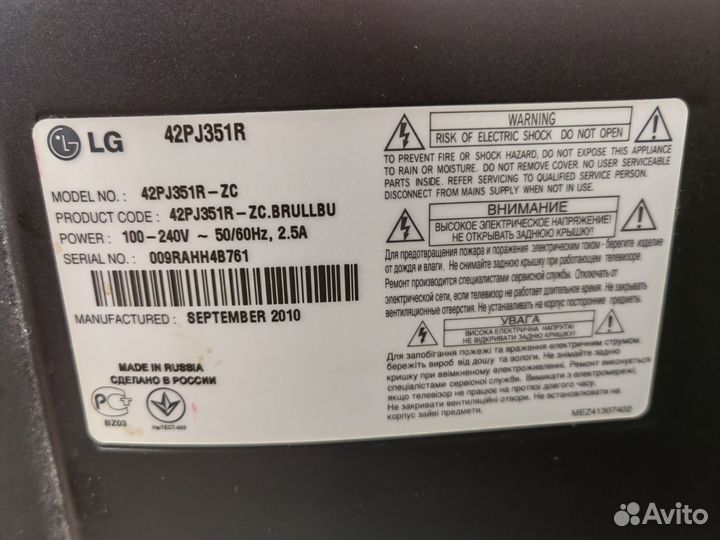 LG
42PJ351R
MODEL NO. : 42PJ351R-ZC
PRODUCT CODE : 42PJ351R-ZC.BRULLBU
POWER : 100-240V ~ 50/60Hz, 2.5A
SERIAL NO. : 009RAHH4B761
MANUFACTURED : SEPTEMBER 2010
MADE IN RUSSIA
СДЕЛАНО В РОССИИ
BZ03
УкрТЕСТ-003
WARNING
RISK OF ELECTRIC SHOCK DO NOT OPEN
TO PREVENT FIRE OR SHOCK HAZARD, DO NOT EXPOSE THIS APPLIANCE
TO RAIN OR MOISTURE. DO NOT REMOVE COVER. NO USER SERVICEABLE
PARTS INSIDE. REFER SERVICING TO QUALIFIED SERVICE PERSONAL.
DISCONNECT FROM MAINS SUPPLY WHEN NOT IN USE.
ВНИМАНИЕ
ВЫСОКОЕ ЭЛЕКТРИЧЕСКОЕ НАПРЯЖЕНИЕ!
НЕ ОТКРЫВАТЬ ЗАДНЮЮ КРЫШКУ!
Для предотвращения пожара и поражения электрическим током - берегите изделие
от дождя и влаги. Не снимайте заднюю крышку при работающем телевизоре.
Ремонт производится специалистами сервисной службы. Отключать от
электрической сети, если телевизор не работает длительное время. Не закрывать
вентиляционные отверстия. Не устанавливать на корпус посторонние предметы.
УВАГА
ВИСОКА ЕЛЕКТРИЧНА НАПРУГА!
НЕ ВІДКРИВАТИ ЗАДНЮ КРИШКУ!
Для запобігання пожежі та враження електричним струмом,
бережіть виріб від дощу та вологи. Не знімайте задню
кришку при ввімкненому електроживленні. Ремонт виконується
спеціалистами сервісної служби. Вимикати з електромережі,
якщо телевізор не працює на протязі довгого часу.
Не закривати вентиляційні отвори. Не ставити на
корпус зайві предмети.
MEZ41307402
Avito